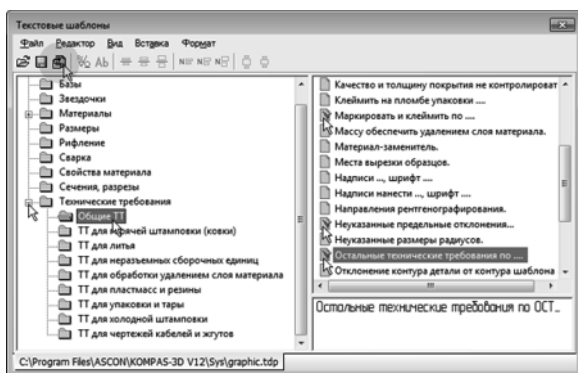 Текстовые шаблоны
Файл Редактор Вид Вставка Формат
Базы
Звездочки
Материалы
Размеры
Рифление
Сварка
Свойства материала
Сечения, разрезы
Технические требования
Общие ТТ
ТТ для горячей штамповки (ковки)
ТТ для литья
ТТ для неразъемных сборочных единиц
ТТ для обработки удалением слоя материала
ТТ для пластмасс и резины
ТТ для упаковки и тары
ТТ для холодной штамповки
ТТ для чертежей кабелей и жгутов
Качество и толщину покрытия не контролироват
Клеймить на пломбе упаковки ....
Маркировать и клеймить по ....
Массу обеспечить удалением слоя материала.
Материал-заменитель.
Места вырезки образцов.
Надписи ..., шрифт ....
Надписи нанести ..., шрифт ....
Направления рентгенографирования.
Неуказанные предельные отклонения...
Неуказанные размеры радиусов.
Остальные технические требования по ....
Отклонение контура детали от контура шаблона
Остальные технические требования по ОСТ...
C:\Program Files\ASCON\KOMPAS-3D V12\Sys\graphic.tdp